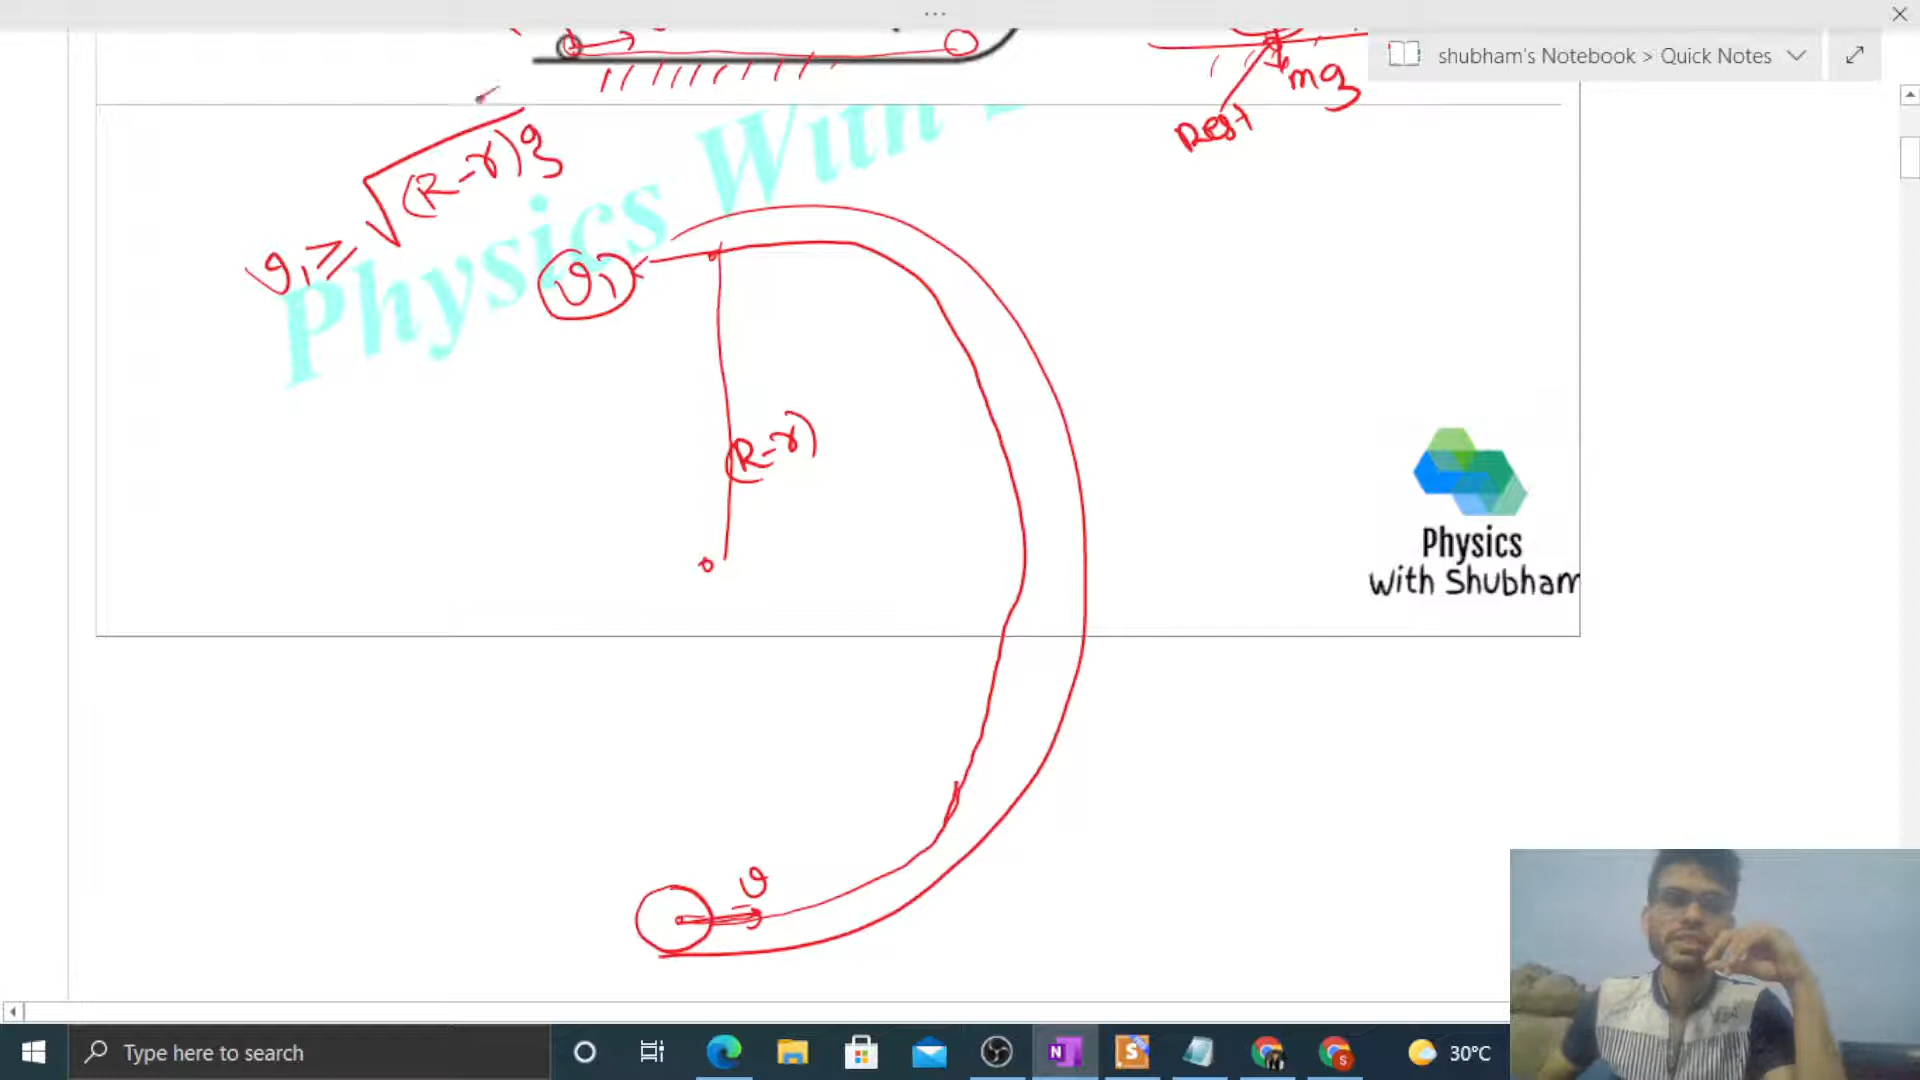 shubham's Notebook > Quick Notes
mg
Rest
v₁ ≥ √(R-r)g
Physics With
v₁
(R-r)
Physics
with Shubham
v
Type here to search
30°C